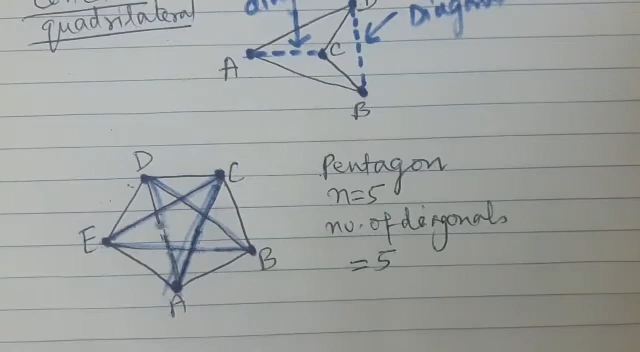 quadrilateral
D
Diagonal
A
C
B
D
C
E
B
A
Pentagon
n=5
no. of diagonals
=5